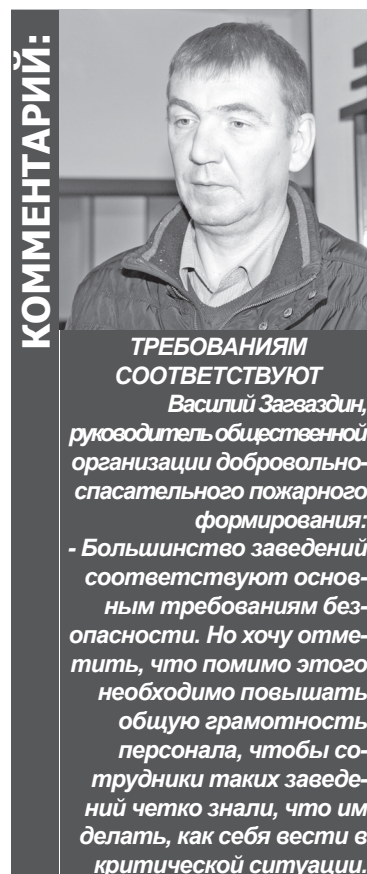 КОММЕНТАРИЙ:
ТРЕБОВАНИЯМ
СООТВЕТСТВУЮТ
Василий Загваздин,
руководитель общественной
организации добровольно-
спасательного пожарного
формирования:
- Большинство заведений
соответствуют основ-
ным требованиям без-
опасности. Но хочу отме-
тить, что помимо этого
необходимо повышать
общую грамотность
персонала, чтобы со-
трудники таких заведе-
ний четко знали, что им
делать, как себя вести в
критической ситуации.